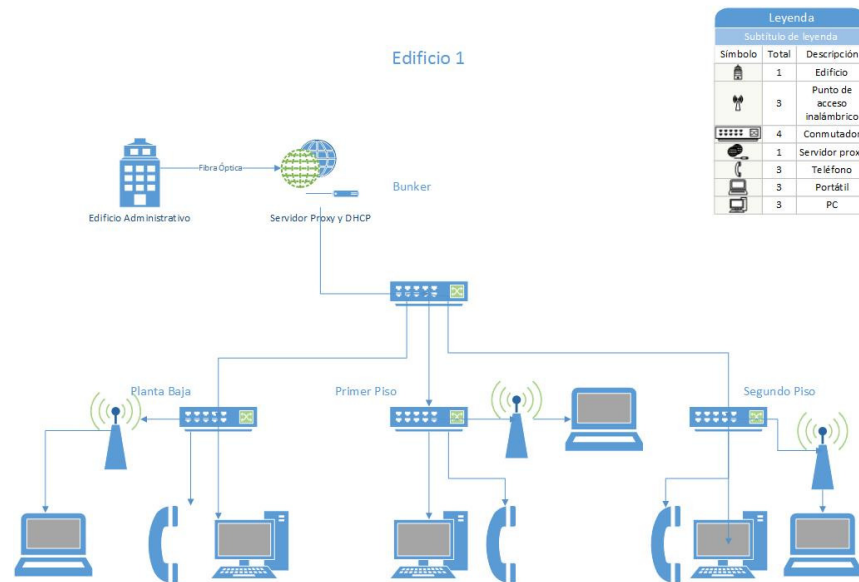 Edificio 1
Leyenda
Subtítulo de leyenda
Símbolo Total Descripción
1 Edificio
3 Punto de
acceso
inalámbrico
4 Conmutador
1 Servidor proxy
3 Teléfono
3 Portátil
3 PC
Fibra Óptica
Bunker
Edificio Administrativo
Servidor Proxy y DHCP
Planta Baja
Primer Piso
Segundo Piso